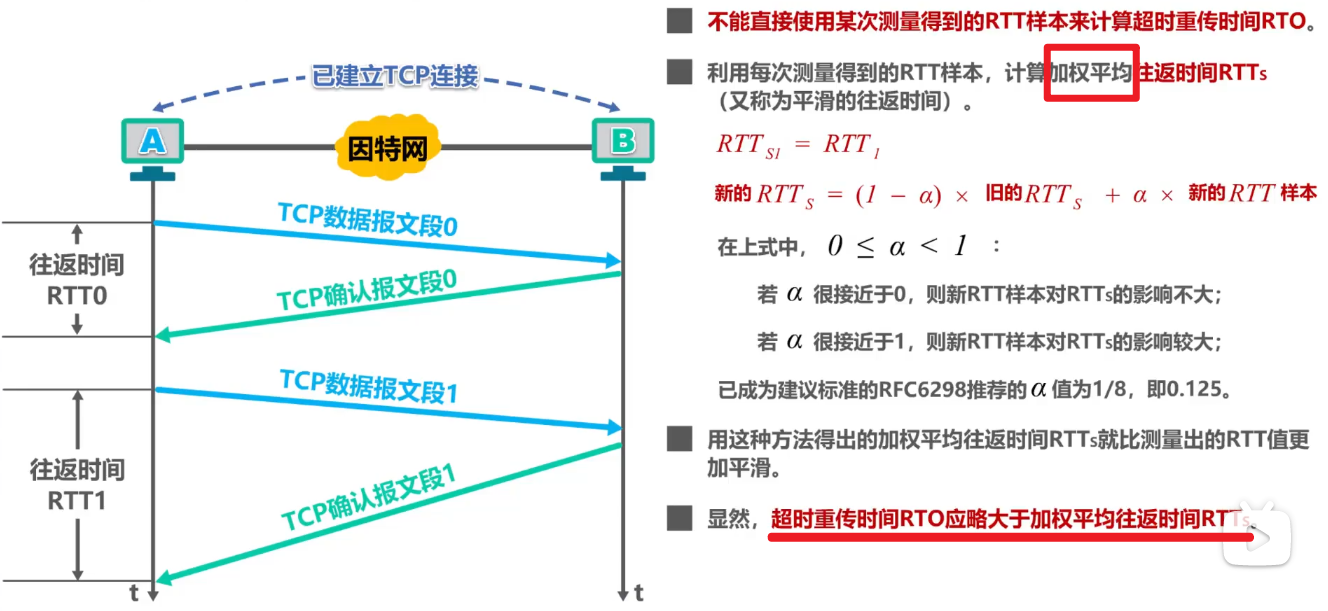 已建立TCP连接
A
因特网
B
TCP数据报文段0
TCP确认报文段0
往返时间
RTT0
TCP数据报文段1
TCP确认报文段1
往返时间
RTT1
t
t
不能直接使用某次测量得到的RTT样本来计算超时重传时间RTO。
利用每次测量得到的RTT样本，计算加权平均往返时间RTTs
（又称为平滑的往返时间）。
RTT S1 = RTT 1
新的 RTT S = (1 − α) × 旧的RTT S + α × 新的RTT 样本
在上式中， 0 ≤ α < 1 ：
若 α 很接近于0，则新RTT样本对RTTs的影响不大；
若 α 很接近于1，则新RTT样本对RTTs的影响较大；
已成为建议标准的RFC6298推荐的 α 值为1/8，即0.125。
用这种方法得出的加权平均往返时间RTTs就比测量出的RTT值更
加平滑。
显然，超时重传时间RTO应略大于加权平均往返时间RTTs。